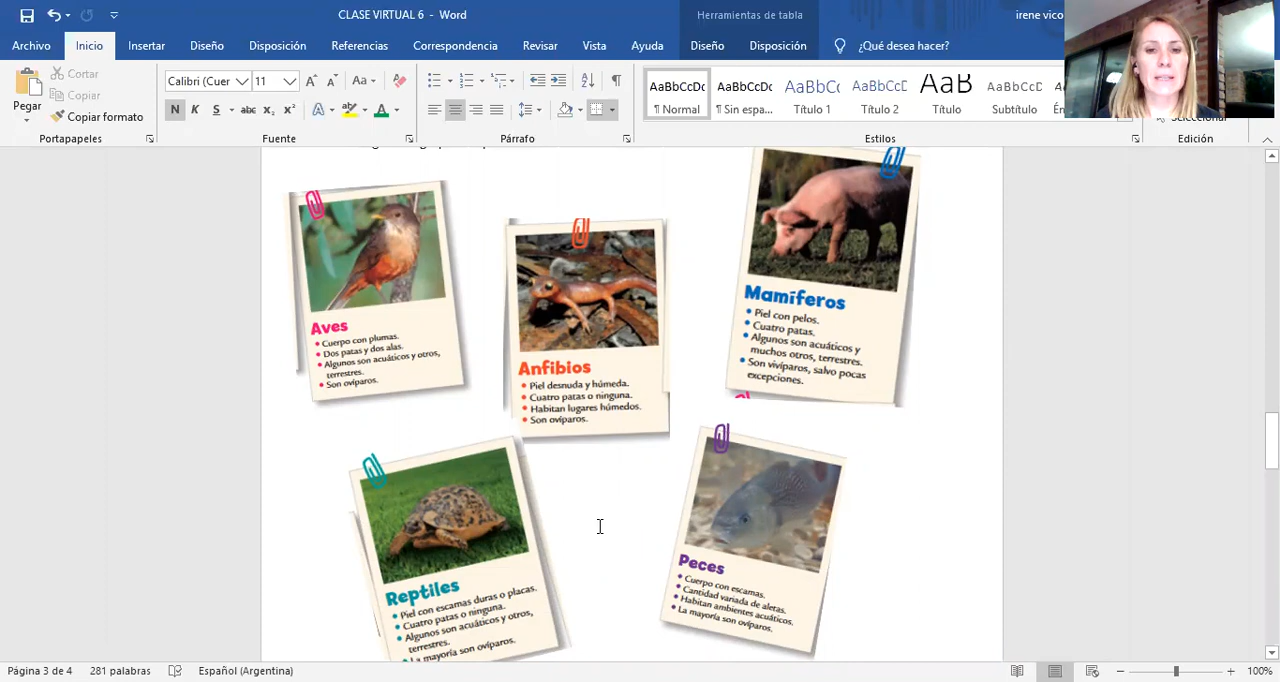 CLASE VIRTUAL 6 - Word
Herramientas de tabla
irene vico
Archivo Inicio Insertar Diseño Disposición Referencias Correspondencia Revisar Vista Ayuda Diseño Disposición ¿Qué desea hacer?
Pegar
Cortar
Copiar
Copiar formato
Portapapeles
Calibri (Cuer 11
N K S abc x₂ x²
Fuente
Párrafo
AaBbCcDc AaBbCcDc AaBbC AaBbCcD AaB AaBbCcD
¶ Normal ¶ Sin espa... Título 1 Título 2 Título Subtítulo
Estilos
Edición
Aves
• Cuerpo con plumas.
• Dos patas y dos alas.
• Algunos son acuáticos y otros,
terrestres.
• Son ovíparos.
Anfibios
• Piel desnuda y húmeda.
• Cuatro patas o ninguna.
• Habitan lugares húmedos.
• Son ovíparos.
Mamíferos
• Piel con pelos.
• Cuatro patas.
• Algunos son acuáticos y
muchos otros, terrestres.
• Son vivíparos, salvo pocas
excepciones.
Reptiles
• Piel con escamas duras o placas.
• Cuatro patas o ninguna.
• Algunos son acuáticos y otros,
terrestres.
• La mayoría son ovíparos.
Peces
• Cuerpo con escamas.
• Cantidad variada de aletas.
• Habitan ambientes acuáticos.
• La mayoría son ovíparos.
Página 3 de 4 281 palabras Español (Argentina) 100%